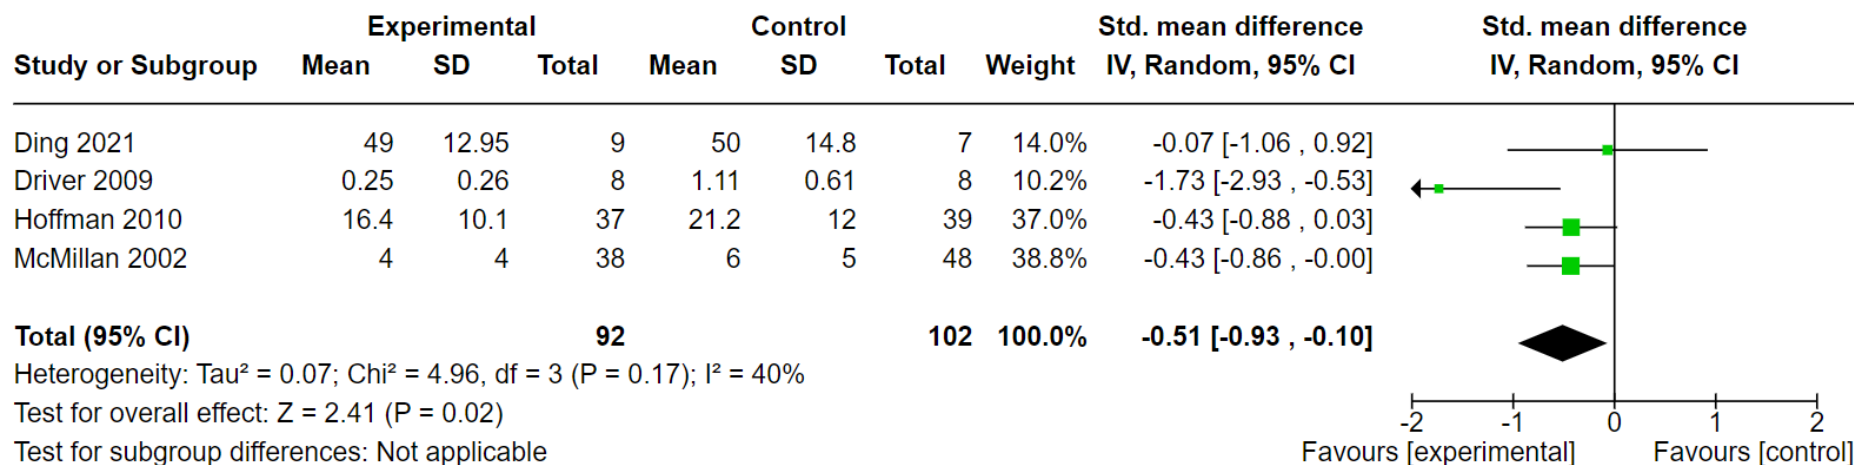 Experimental Control Std. mean difference Std. mean difference
Study or Subgroup Mean SD Total Mean SD Total Weight IV, Random, 95% CI IV, Random, 95% CI
Ding 2021 49 12.95 9 50 14.8 7 14.0% -0.07 [-1.06 , 0.92]
Driver 2009 0.25 0.26 8 1.11 0.61 8 10.2% -1.73 [-2.93 , -0.53]
Hoffman 2010 16.4 10.1 37 21.2 12 39 37.0% -0.43 [-0.88 , 0.03]
McMillan 2002 4 4 38 6 5 48 38.8% -0.43 [-0.86 , -0.00]
Total (95% CI) 92 102 100.0% -0.51 [-0.93 , -0.10]
Heterogeneity: Tau² = 0.07; Chi² = 4.96, df = 3 (P = 0.17); I² = 40%
Test for overall effect: Z = 2.41 (P = 0.02)
-2 -1 0 1 2
Test for subgroup differences: Not applicable Favours [experimental] Favours [control]